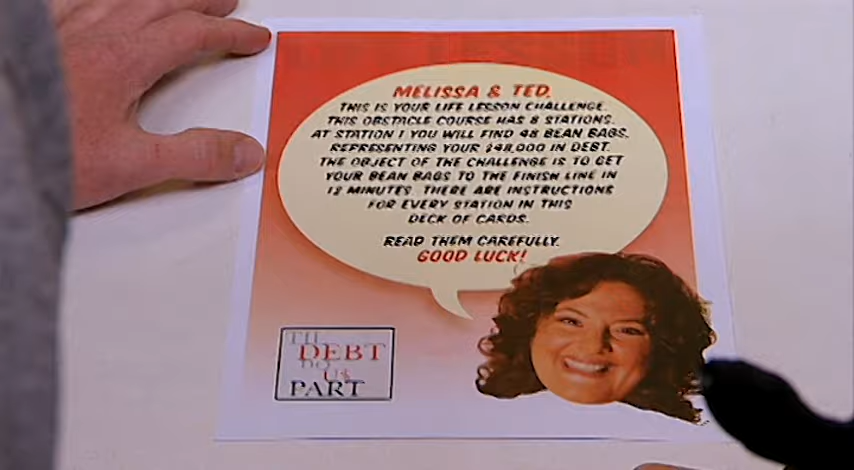 MELISSA & TED,
THIS IS YOUR LIFE LESSON CHALLENGE.
THIS OBSTACLE COURSE HAS 8 STATIONS.
AT STATION 1 YOU WILL FIND 48 BEAN BAGS,
REPRESENTING YOUR $48,000 IN DEBT.
THE OBJECT OF THE CHALLENGE IS TO GET
YOUR BEAN BAGS TO THE FINISH LINE IN
12 MINUTES. THERE ARE INSTRUCTIONS
FOR EVERY STATION IN THIS
DECK OF CARDS.
READ THEM CAREFULLY.
GOOD LUCK!
TIL
DEBT
DO US
PART